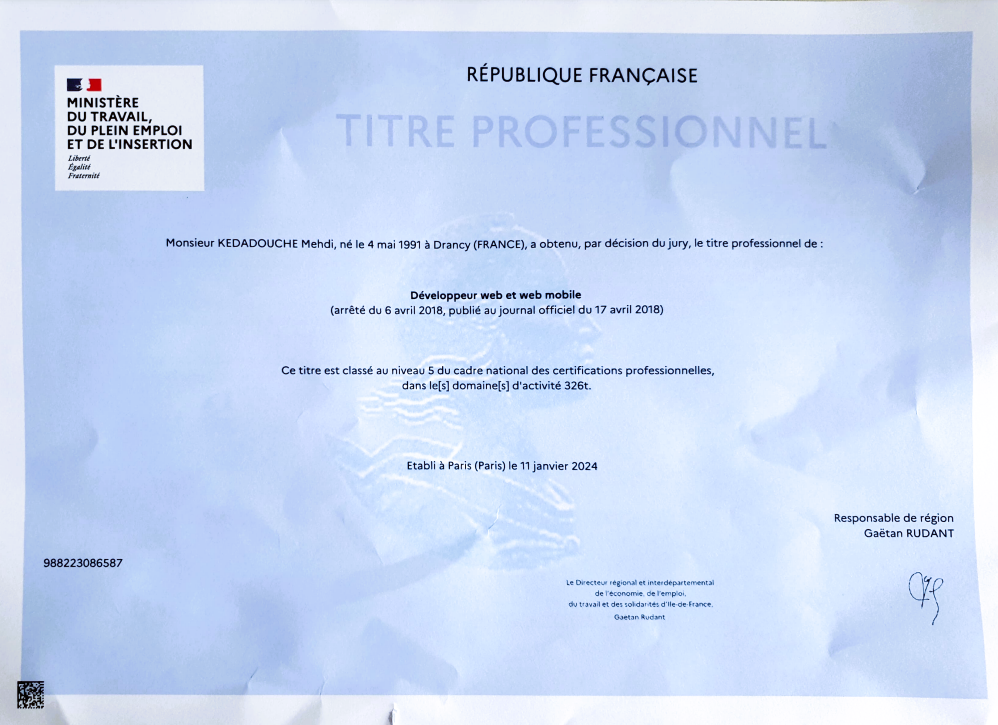 RÉPUBLIQUE FRANÇAISE
TITRE PROFESSIONNEL
MINISTÈRE
DU TRAVAIL,
DU PLEIN EMPLOI
ET DE L'INSERTION
Liberté
Égalité
Fraternité
Monsieur KEDADOUCHE Mehdi, né le 4 mai 1991 à Drancy (FRANCE), a obtenu, par décision du jury, le titre professionnel de :
Développeur web et web mobile
(arrêté du 6 avril 2018, publié au journal officiel du 17 avril 2018)
Ce titre est classé au niveau 5 du cadre national des certifications professionnelles,
dans le[s] domaine[s] d'activité 326t.
Etabli à Paris (Paris) le 11 janvier 2024
Responsable de région
Gaëtan RUDANT
988223086587
Le Directeur régional et interdépartemental
de l'économie, de l'emploi,
du travail et des solidarités d'Ile-de-France,
Gaetan Rudant